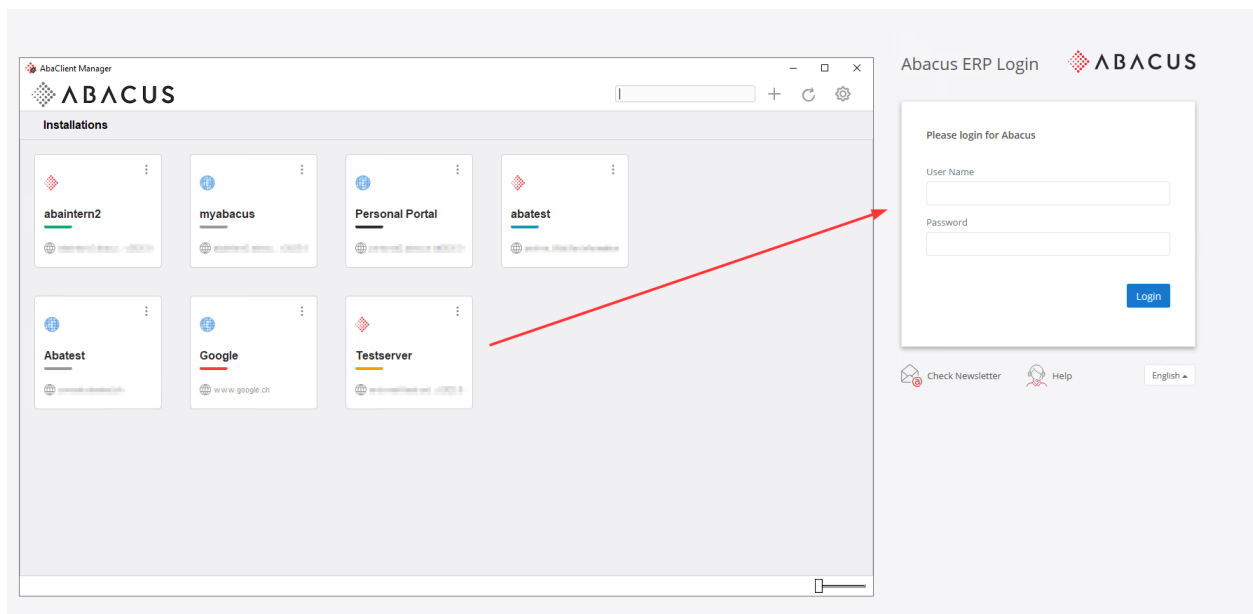 AbaClient Manager
ABACUS
Installations
abaintern2
myabacus
Personal Portal
abatest
Abatest
Google
Testserver
www.google.ch
Abacus ERP Login
ABACUS
Please login for Abacus
User Name
Password
Login
Check Newsletter
Help
English